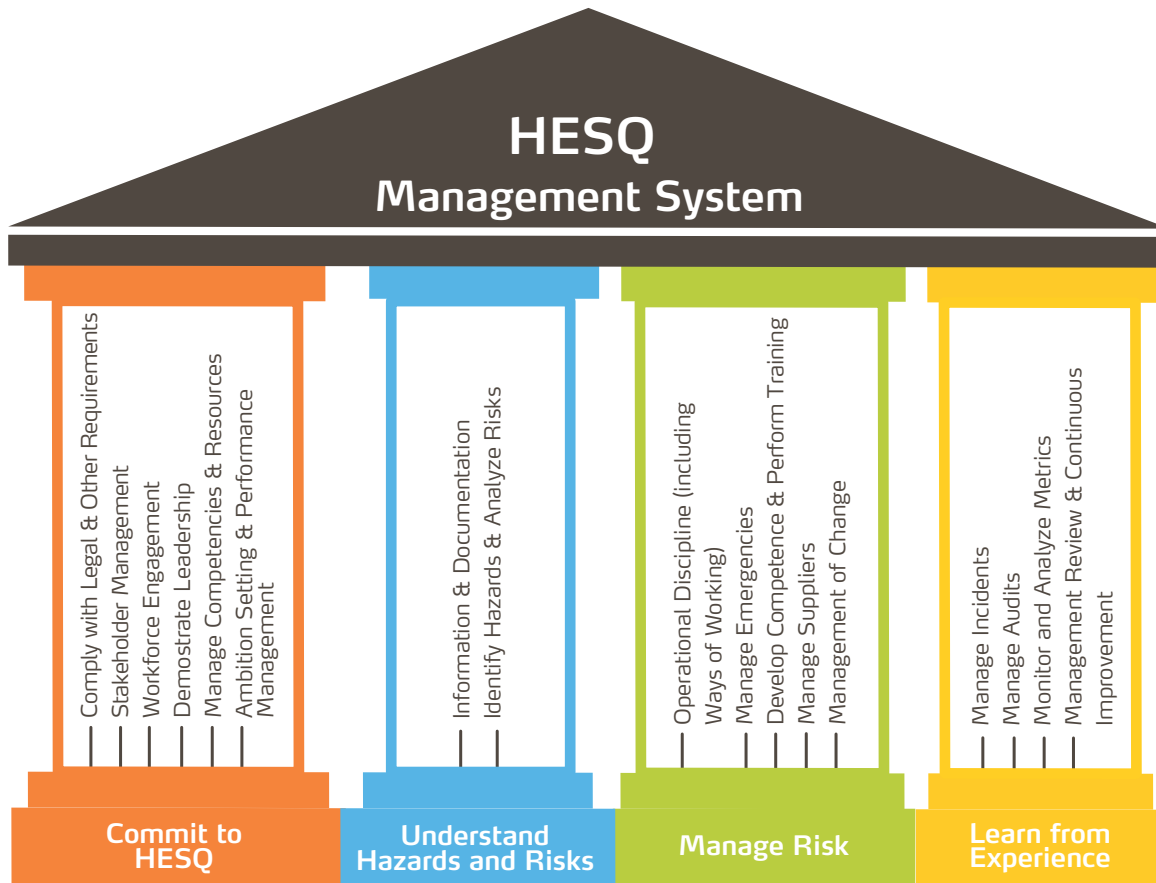 HESQ
Management System
Comply with Legal & Other Requirements
Stakeholder Management
Workforce Engagement
Demostrate Leadership
Manage Competencies & Resources
Ambition Setting & Performance
Management
Information & Documentation
Identify Hazards & Analyze Risks
Operational Discipline (including
Ways of Working)
Manage Emergencies
Develop Competence & Perform Training
Manage Suppliers
Management of Change
Manage Incidents
Manage Audits
Monitor and Analyze Metrics
Management Review & Continuous
Improvement
Commit to
HESQ
Understand
Hazards and Risks
Manage Risk
Learn from
Experience